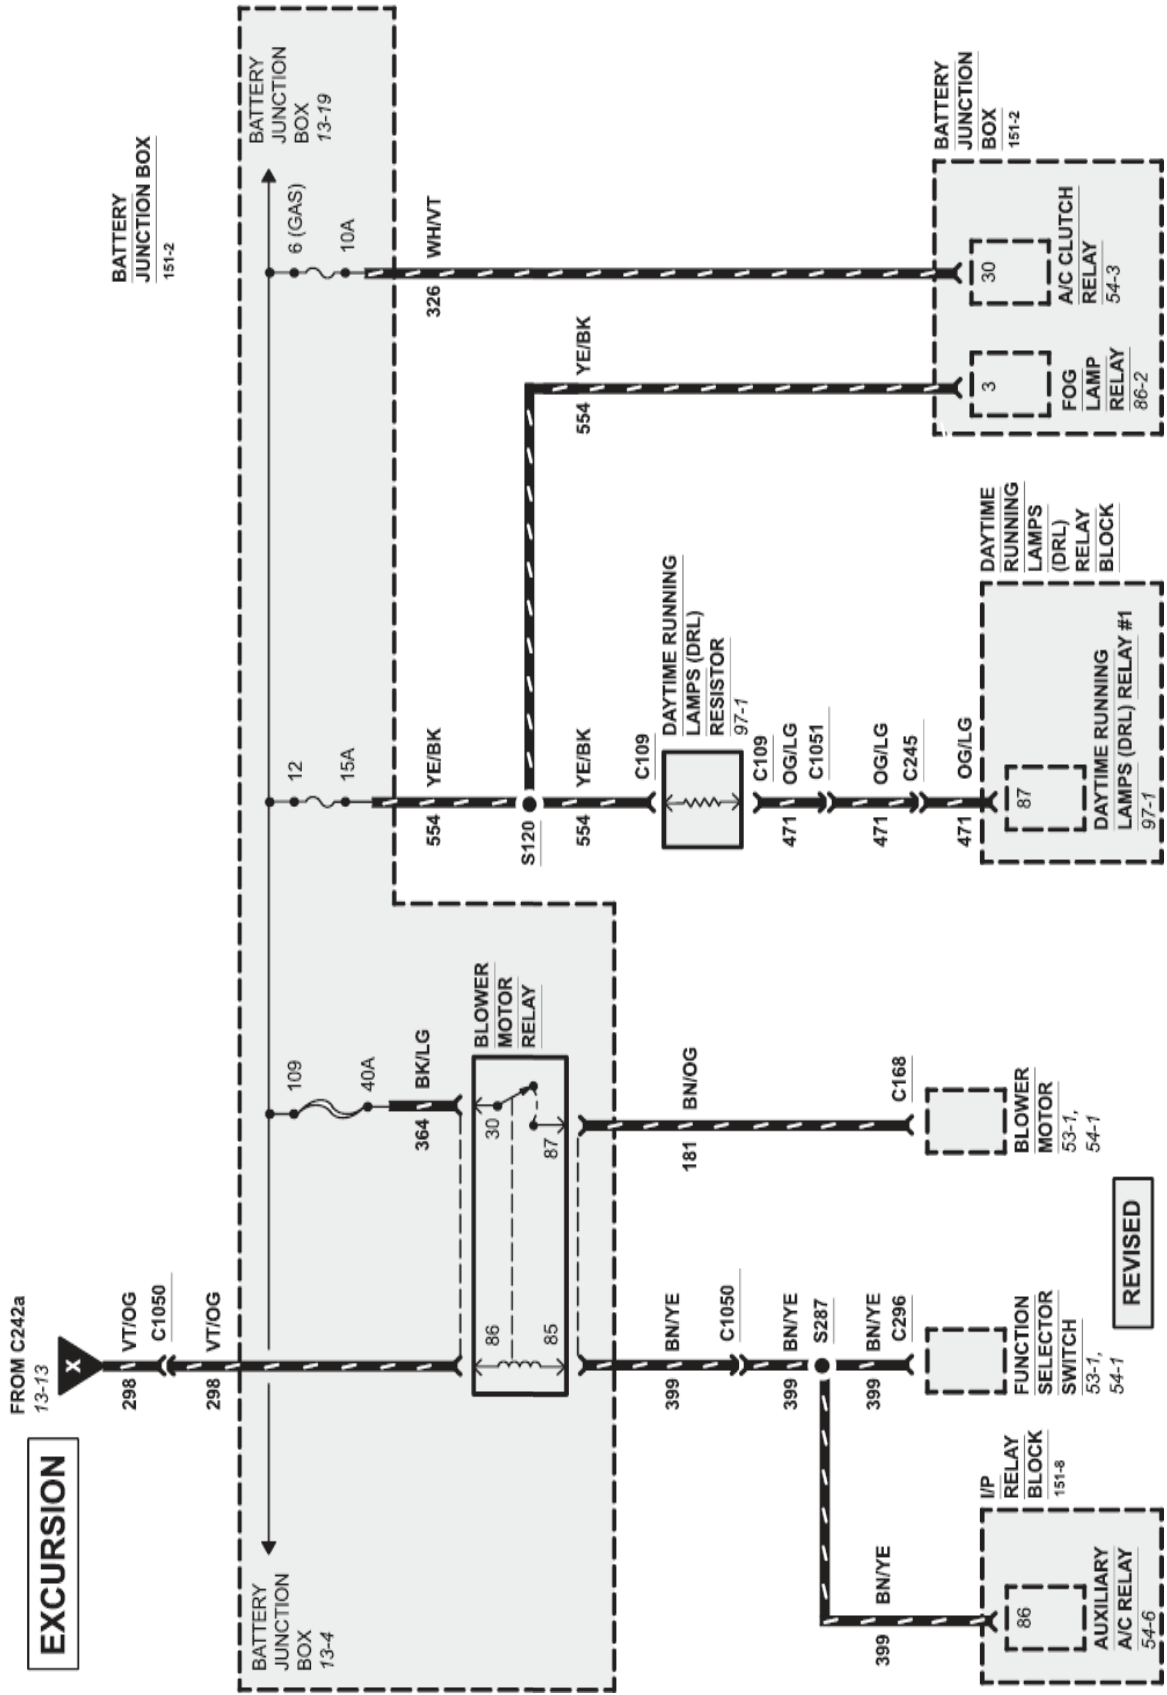 EXCURSION
FROM C242a
13-13
X
298
VT/OG
C1050
298
VT/OG
BATTERY
JUNCTION BOX
151-2
BATTERY
JUNCTION
BOX
13-4
BATTERY
JUNCTION
BOX
13-19
109
40A
12
15A
6 (GAS)
10A
364
BK/LG
554
YE/BK
326
WH/VT
BLOWER
MOTOR
RELAY
86
30
85
87
S120
554
YE/BK
554
YE/BK
C109
DAYTIME RUNNING
LAMPS (DRL)
RESISTOR
97-1
C109
399
BN/YE
181
BN/OG
C1050
471
OG/LG
C1051
399
BN/YE
S287
471
OG/LG
399
BN/YE
C296
C168
C245
399
BN/YE
471
OG/LG
FUNCTION
SELECTOR
SWITCH
53-1,
54-1
BLOWER
MOTOR
53-1,
54-1
DAYTIME
RUNNING
LAMPS
(DRL)
RELAY
BLOCK
BATTERY
JUNCTION
BOX
151-2
I/P
RELAY
BLOCK
151-8
86
AUXILIARY
A/C RELAY
54-6
87
DAYTIME RUNNING
LAMPS (DRL) RELAY #1
97-1
3
FOG
LAMP
RELAY
86-2
30
A/C CLUTCH
RELAY
54-3
REVISED